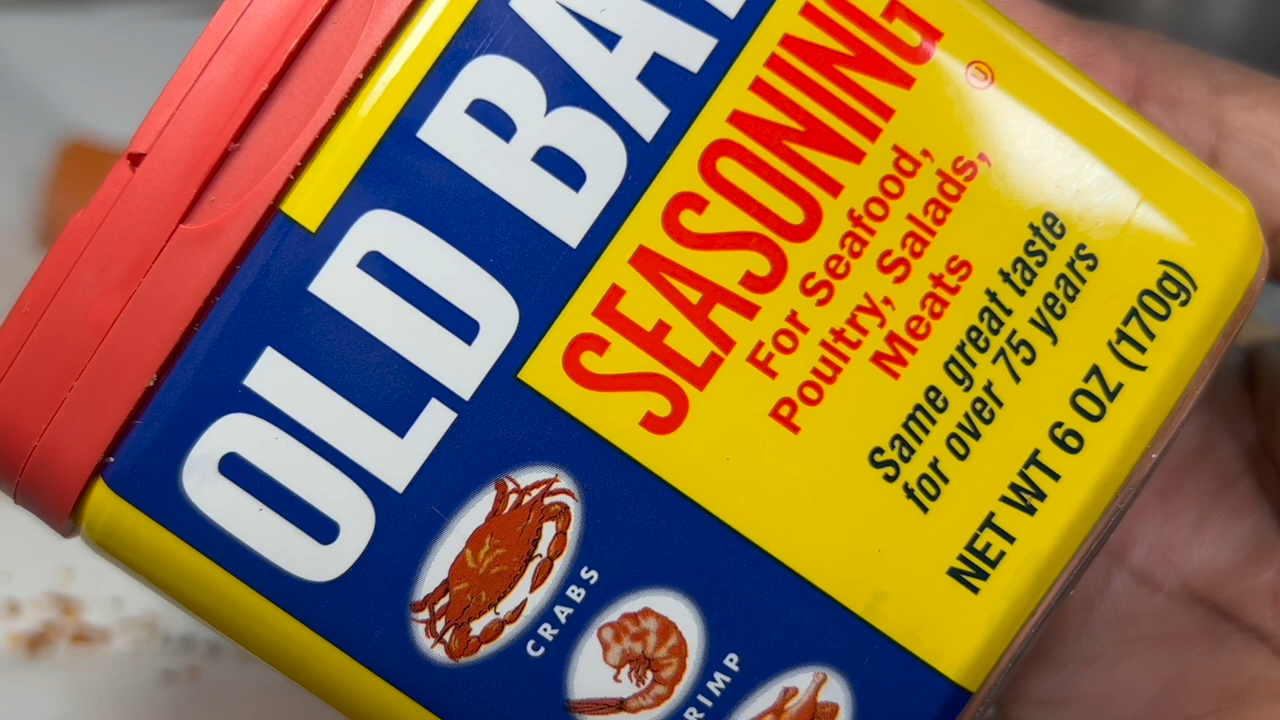 OLD BA
SEASONING
Ⓤ
For Seafood,
Poultry, Salads,
Meats
Same great taste
for over 75 years
NET WT 6 OZ (170g)
CRABS
RIMP